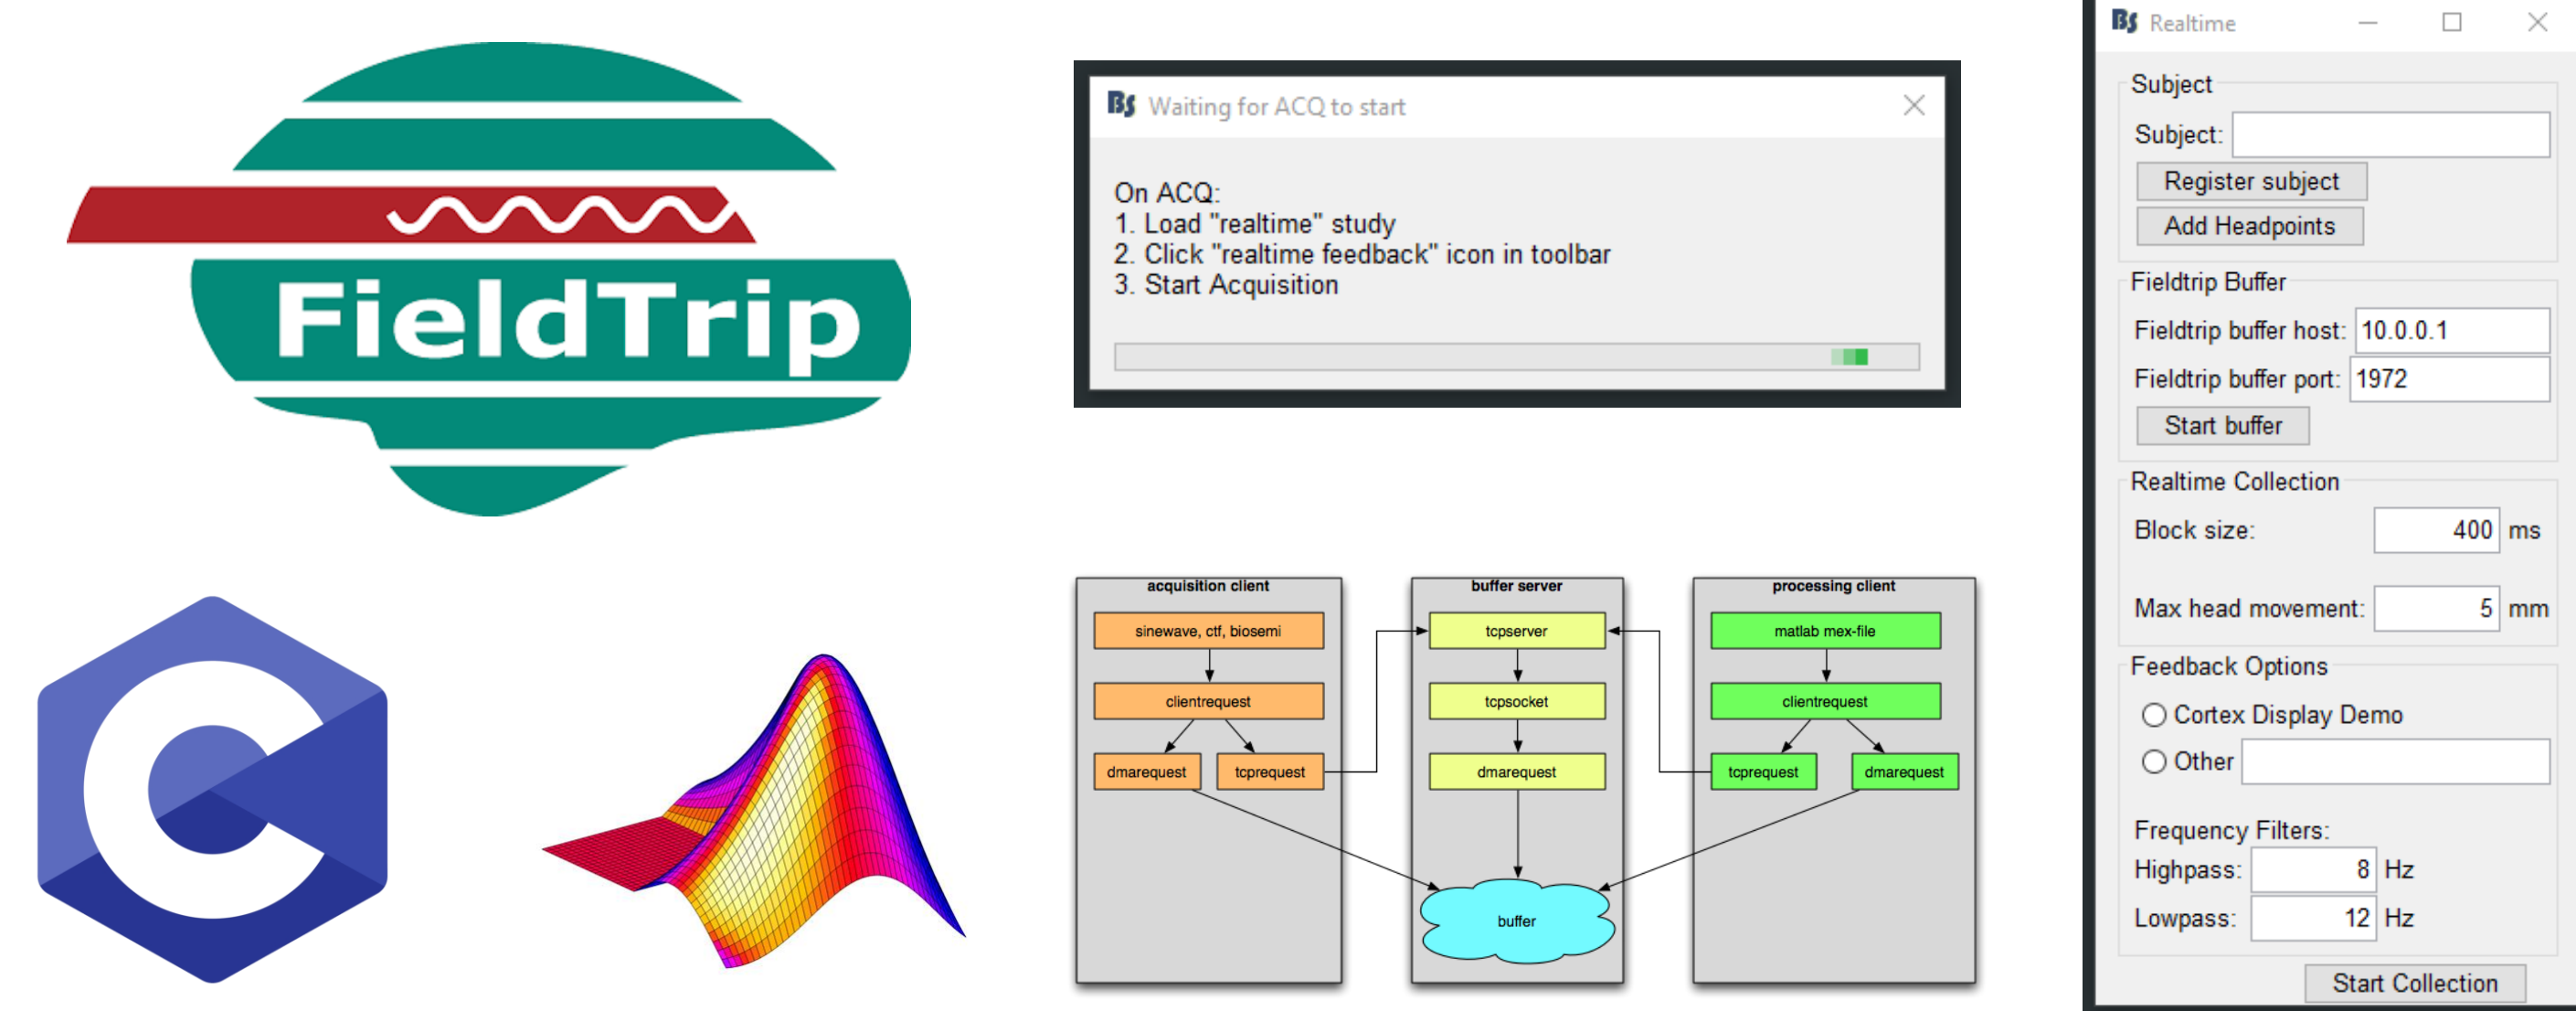 FieldTrip
C
BS Waiting for ACQ to start
On ACQ:
1. Load "realtime" study
2. Click "realtime feedback" icon in toolbar
3. Start Acquisition
acquisition client
sinewave, ctf, biosemi
clientrequest
dmarequest tcprequest
buffer server
tcpserver
tcpsocket
dmarequest
buffer
processing client
matlab mex-file
clientrequest
tcprequest dmarequest
BS Realtime
Subject
Subject:
Register subject
Add Headpoints
Fieldtrip Buffer
Fieldtrip buffer host: 10.0.0.1
Fieldtrip buffer port: 1972
Start buffer
Realtime Collection
Block size: 400 ms
Max head movement: 5 mm
Feedback Options
Cortex Display Demo
Other
Frequency Filters:
Highpass: 8 Hz
Lowpass: 12 Hz
Start Collection